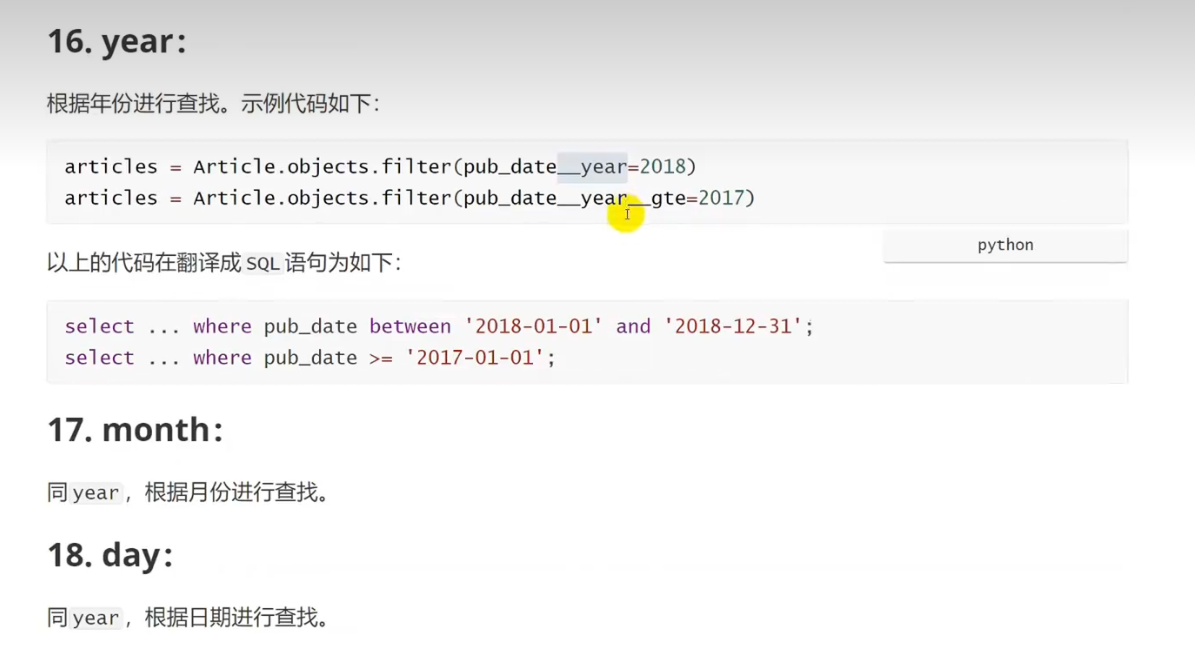 16. year:
根据年份进行查找。示例代码如下：
articles = Article.objects.filter(pub_date__year=2018)
articles = Article.objects.filter(pub_date__year__gte=2017)
python
以上的代码在翻译成SQL语句为如下：
select ... where pub_date between '2018-01-01' and '2018-12-31';
select ... where pub_date >= '2017-01-01';
17. month:
同year，根据月份进行查找。
18. day:
同year，根据日期进行查找。